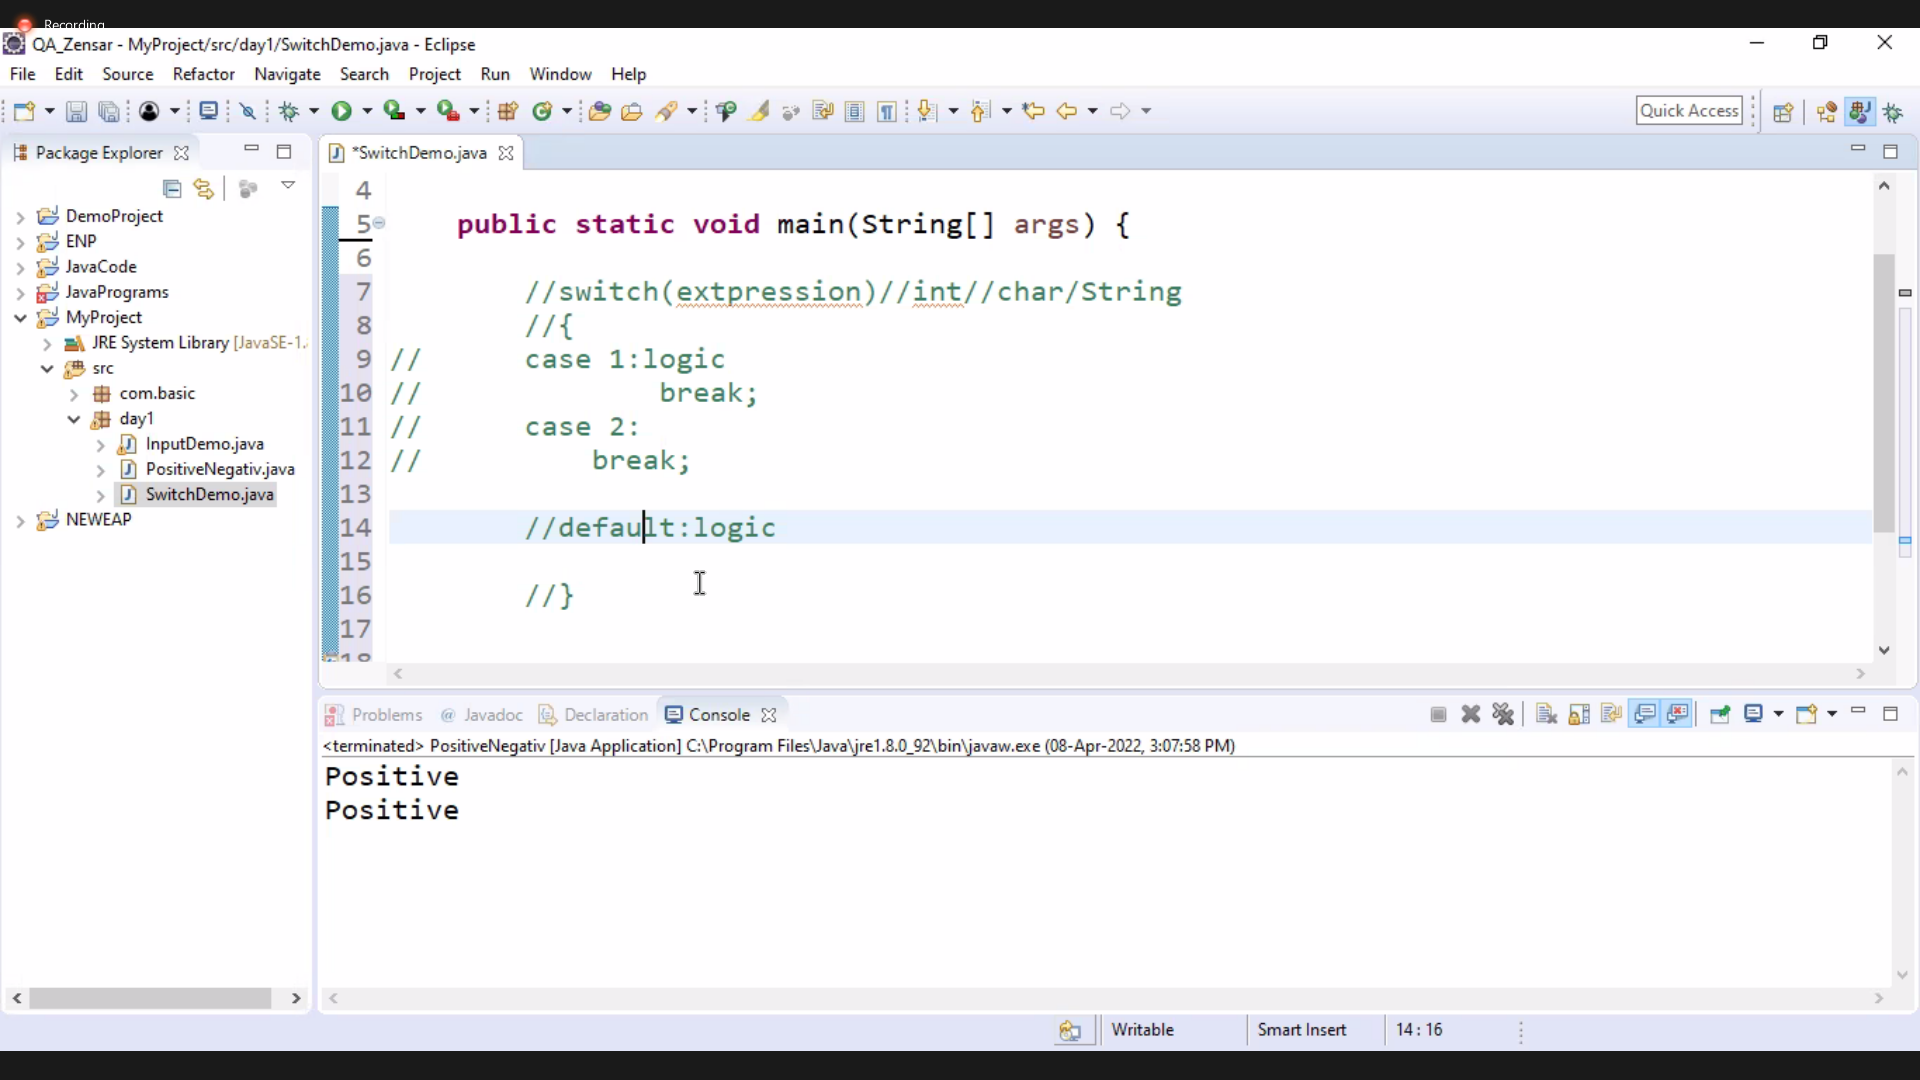 Recording
QA_Zensar - MyProject/src/day1/SwitchDemo.java - Eclipse
File Edit Source Refactor Navigate Search Project Run Window Help
Quick Access
Package Explorer
DemoProject
ENP
JavaCode
JavaPrograms
MyProject
JRE System Library [JavaSE-1.
src
com.basic
day1
InputDemo.java
PositiveNegativ.java
SwitchDemo.java
NEWEAP
*SwitchDemo.java
4
5 public static void main(String[] args) {
6
7 //switch(extpression)//int//char/String
8 //{
9 // case 1:logic
10 // break;
11 // case 2:
12 // break;
13
14 //default:logic
15
16 //}
17
18
Problems @ Javadoc Declaration Console
<terminated> PositiveNegativ [Java Application] C:\Program Files\Java\jre1.8.0_92\bin\javaw.exe (08-Apr-2022, 3:07:58 PM)
Positive
Positive
Writable Smart Insert 14 : 16